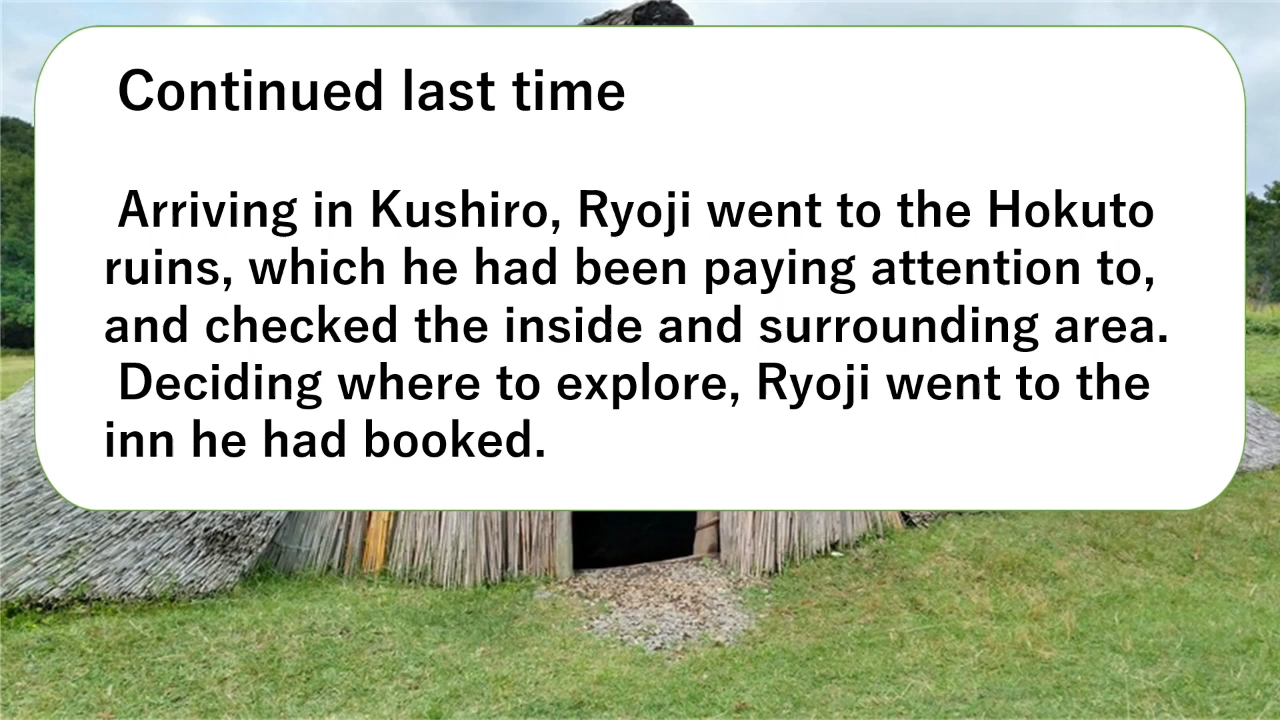 Continued last time
Arriving in Kushiro, Ryoji went to the Hokuto
ruins, which he had been paying attention to,
and checked the inside and surrounding area.
Deciding where to explore, Ryoji went to the
inn he had booked.